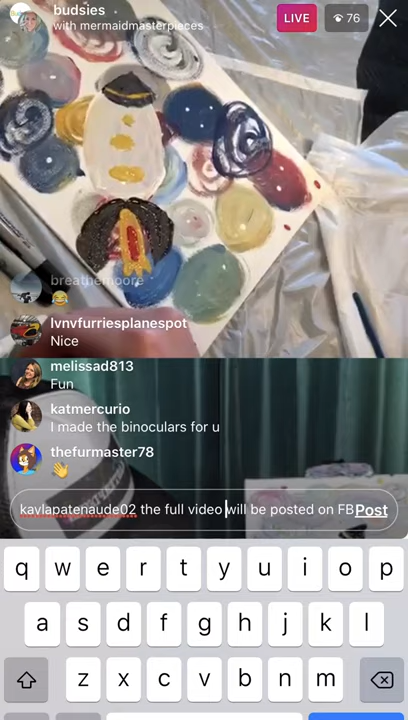 budsies
with mermaidmasterpieces
LIVE
76
breathemoore
😂
lvnvfurriesplanespot
Nice
melissad813
Fun
katmercurio
I made the binoculars for u
thefurmaster78
👋
kaylapatenaude02 the full video will be posted on FB Post
q w e r t y u i o p
a s d f g h j k l
z x c v b n m